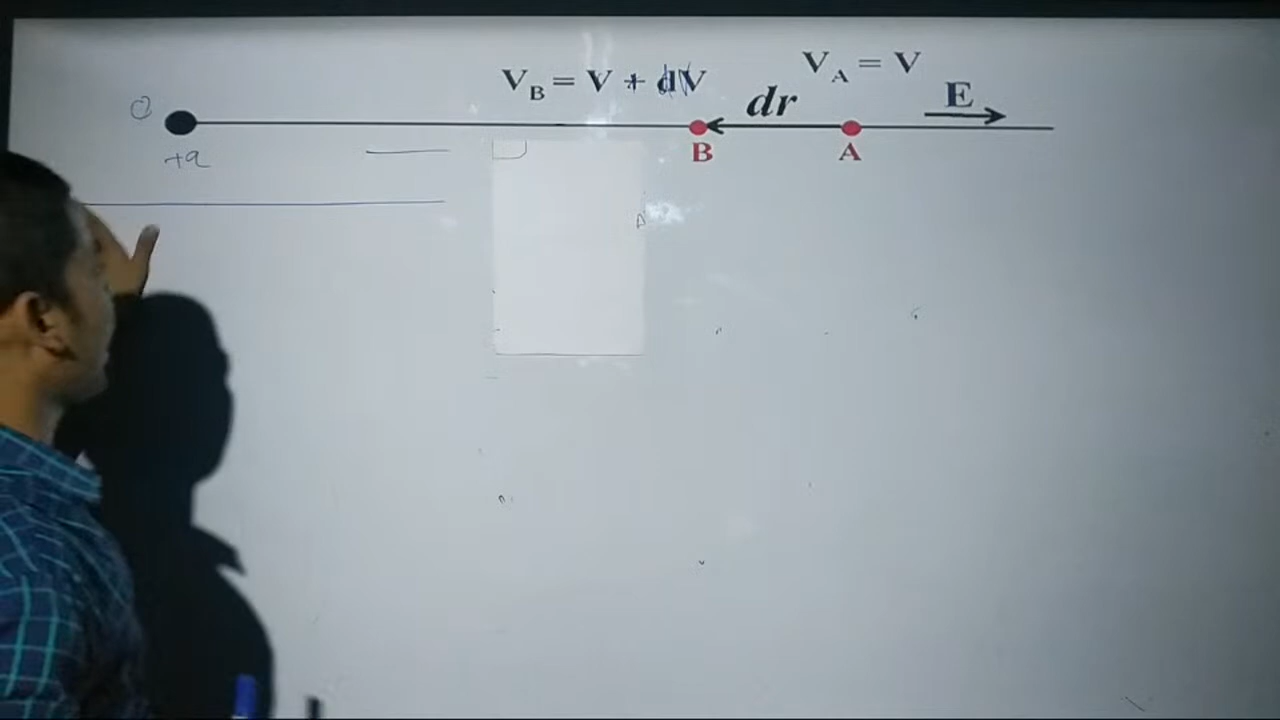 V_A = V
V_B = V + dV
dr
E
O
+q
B
A